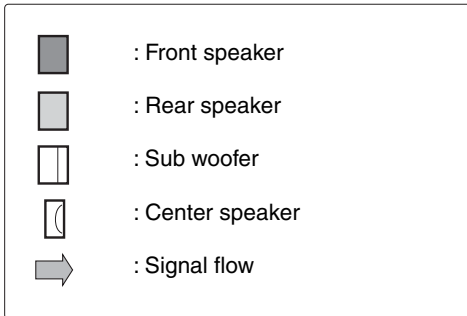 : Front speaker
: Rear speaker
: Sub woofer
: Center speaker
: Signal flow